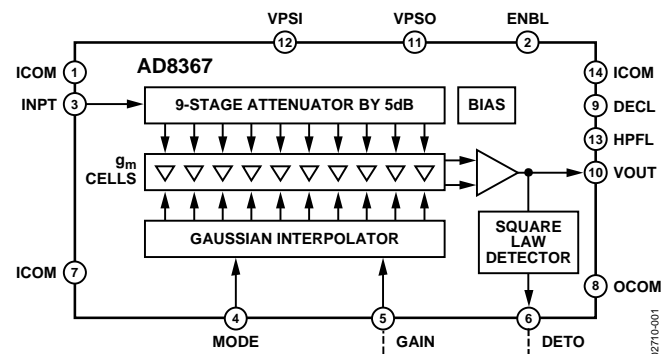 VPSI
VPSO
ENBL
12
11
2
AD8367
ICOM 1
14 ICOM
INPT 3
9-STAGE ATTENUATOR BY 5dB
BIAS
9 DECL
13 HPFL
gm
CELLS
10 VOUT
GAUSSIAN INTERPOLATOR
SQUARE
LAW
DETECTOR
ICOM 7
8 OCOM
4
5
6
MODE
GAIN
DETO
02710-001